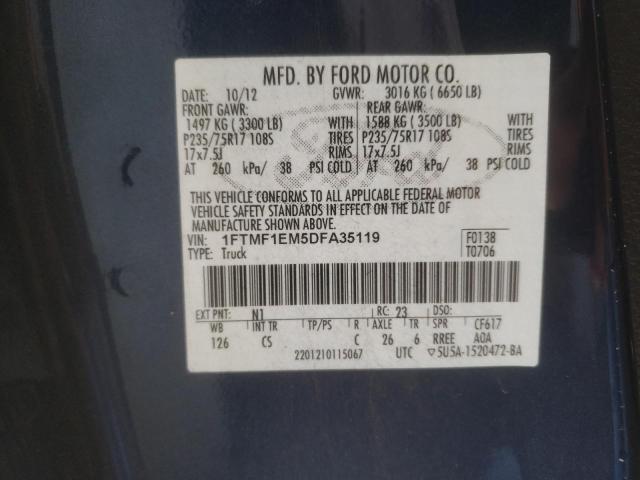 MFD. BY FORD MOTOR CO.
DATE: 10/12 GVWR: 3016 KG ( 6650 LB)
FRONT GAWR: REAR GAWR:
1497 KG ( 3300 LB) WITH 1588 KG ( 3500 LB) WITH
P235/75R17 108S TIRES P235/75R17 108S TIRES
17x7.5J RIMS 17x7.5J RIMS
AT 260 kPa/ 38 PSI COLD AT 260 kPa/ 38 PSI COLD
THIS VEHICLE CONFORMS TO ALL APPLICABLE FEDERAL MOTOR
VEHICLE SAFETY STANDARDS IN EFFECT ON THE DATE OF
MANUFACTURE SHOWN ABOVE.
VIN: 1FTMF1EM5DFA35119 F0138
TYPE: Truck T0706
EXT PNT: N1 RC: 23 DSO:
WB INT TR TP/PS R AXLE TR SPR CF617
126 CS C 26 6 RREE AOA
2201210115067 UTC ▽5U5A-1520472-BA